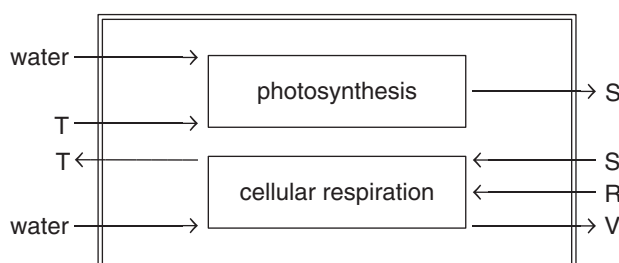 water
photosynthesis
S
T
T
S
cellular respiration
R
water
V